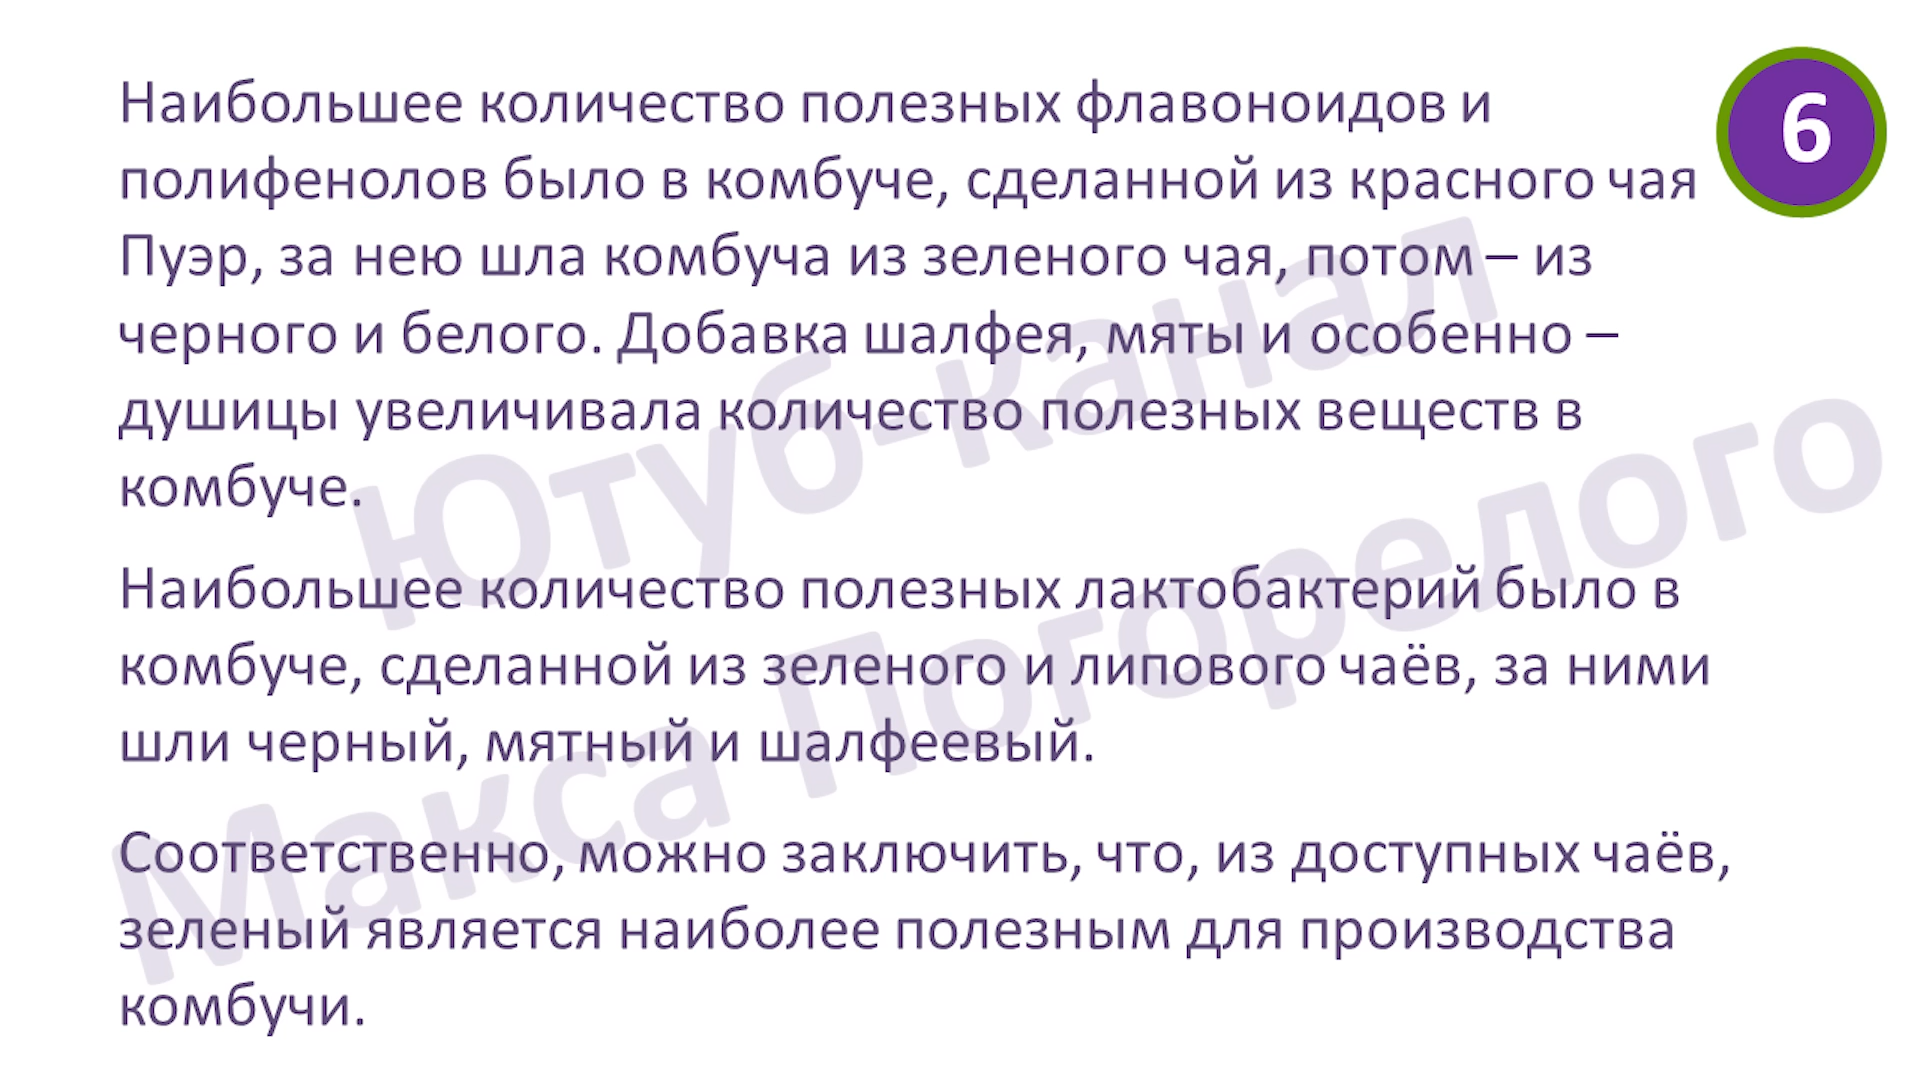 Наибольшее количество полезных флавоноидов и
полифенолов было в комбуче, сделанной из красного чая
Пуэр, за нею шла комбуча из зеленого чая, потом – из
черного и белого. Добавка шалфея, мяты и особенно –
душицы увеличивала количество полезных веществ в
комбуче.
Наибольшее количество полезных лактобактерий было в
комбуче, сделанной из зеленого и липового чаёв, за ними
шли черный, мятный и шалфеевый.
Соответственно, можно заключить, что, из доступных чаёв,
зеленый является наиболее полезным для производства
комбучи.
6
Ютуб-канал
Макса Погорелого